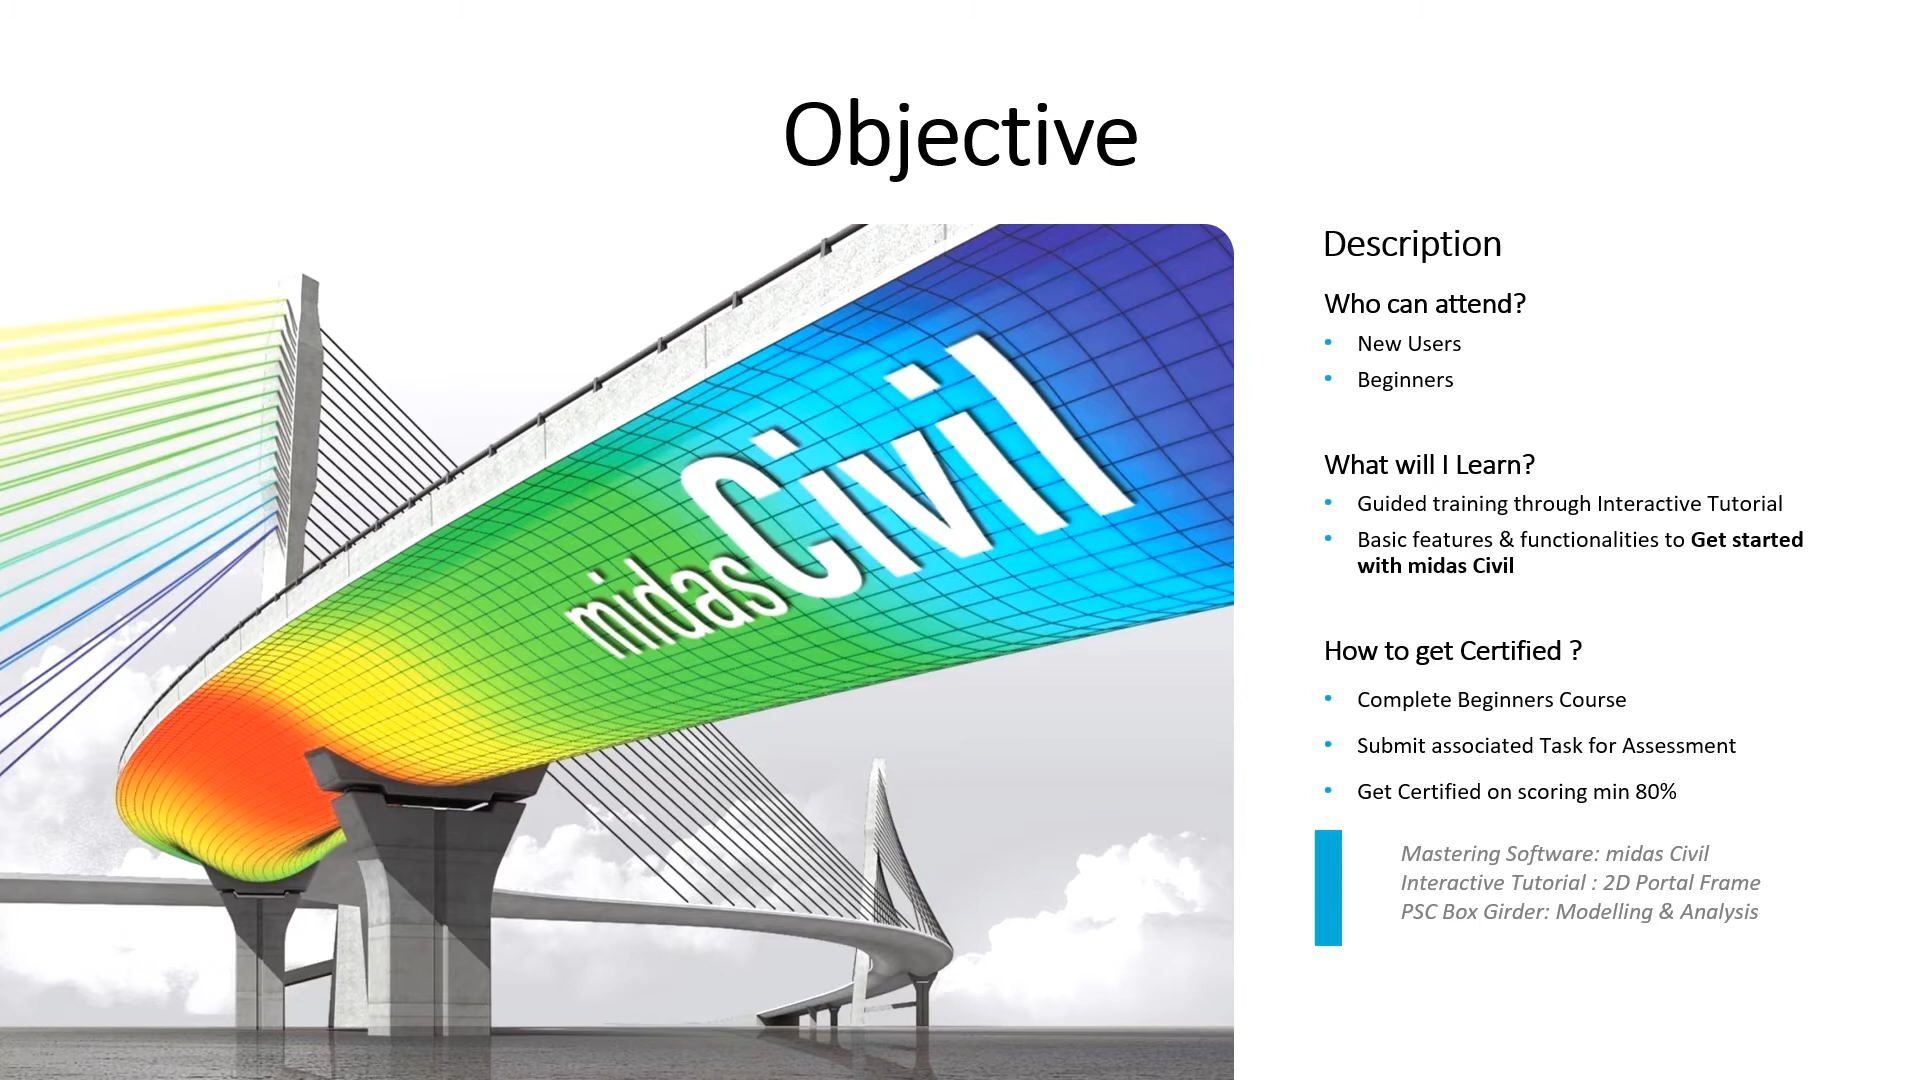 Objective
midas Civil
Description
Who can attend?
• New Users
• Beginners
What will I Learn?
• Guided training through Interactive Tutorial
• Basic features & functionalities to Get started
with midas Civil
How to get Certified ?
• Complete Beginners Course
• Submit associated Task for Assessment
• Get Certified on scoring min 80%
Mastering Software: midas Civil
Interactive Tutorial : 2D Portal Frame
PSC Box Girder: Modelling & Analysis